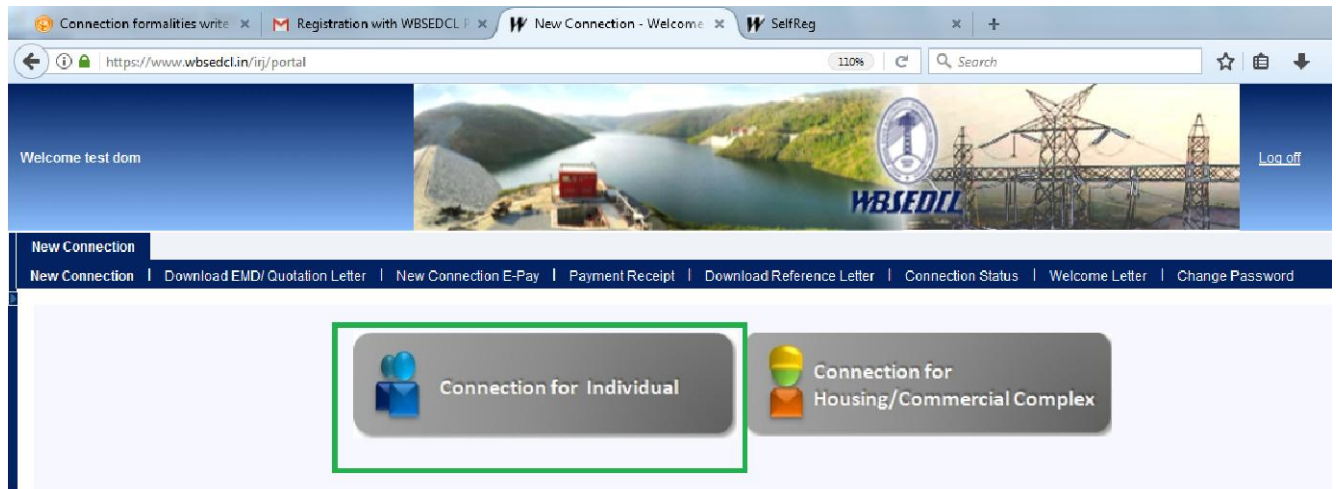 Connection formalities write
Registration with WBSEDCL P
New Connection - Welcome
SelfReg
https://www.wbsedcl.in/irj/portal
110%
Search
Welcome test dom
WBSEDCL
Log off
New Connection
New Connection | Download EMD/ Quotation Letter | New Connection E-Pay | Payment Receipt | Download Reference Letter | Connection Status | Welcome Letter | Change Password
Connection for Individual
Connection for
Housing/Commercial Complex